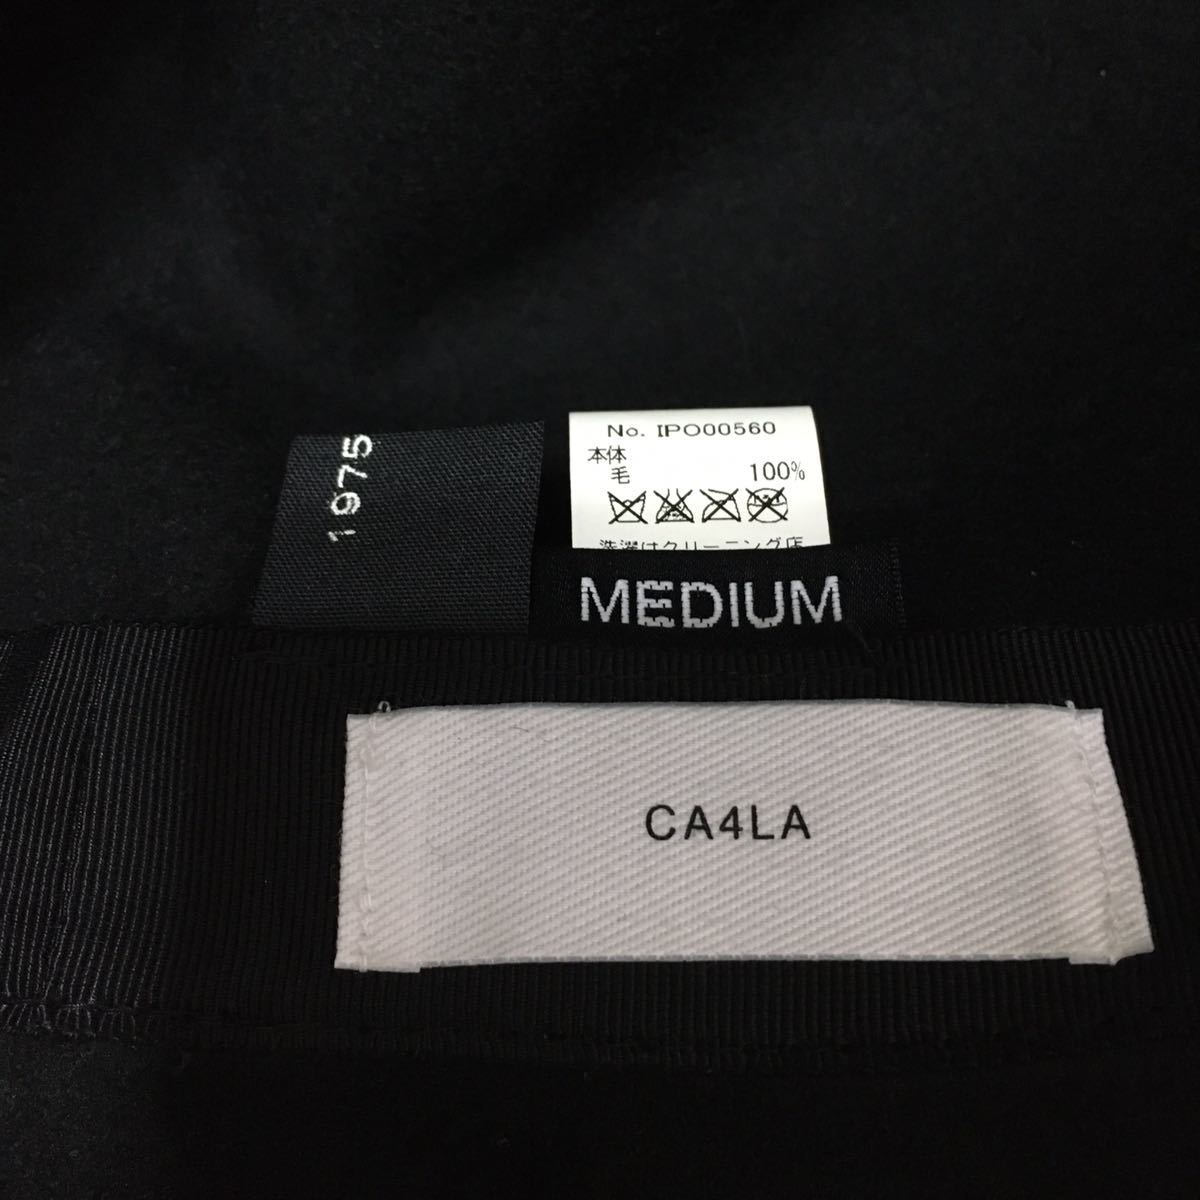 1975
No. IPO00560
本体
毛 100%
洗濯はクリーニング店
MEDIUM
CA4LA